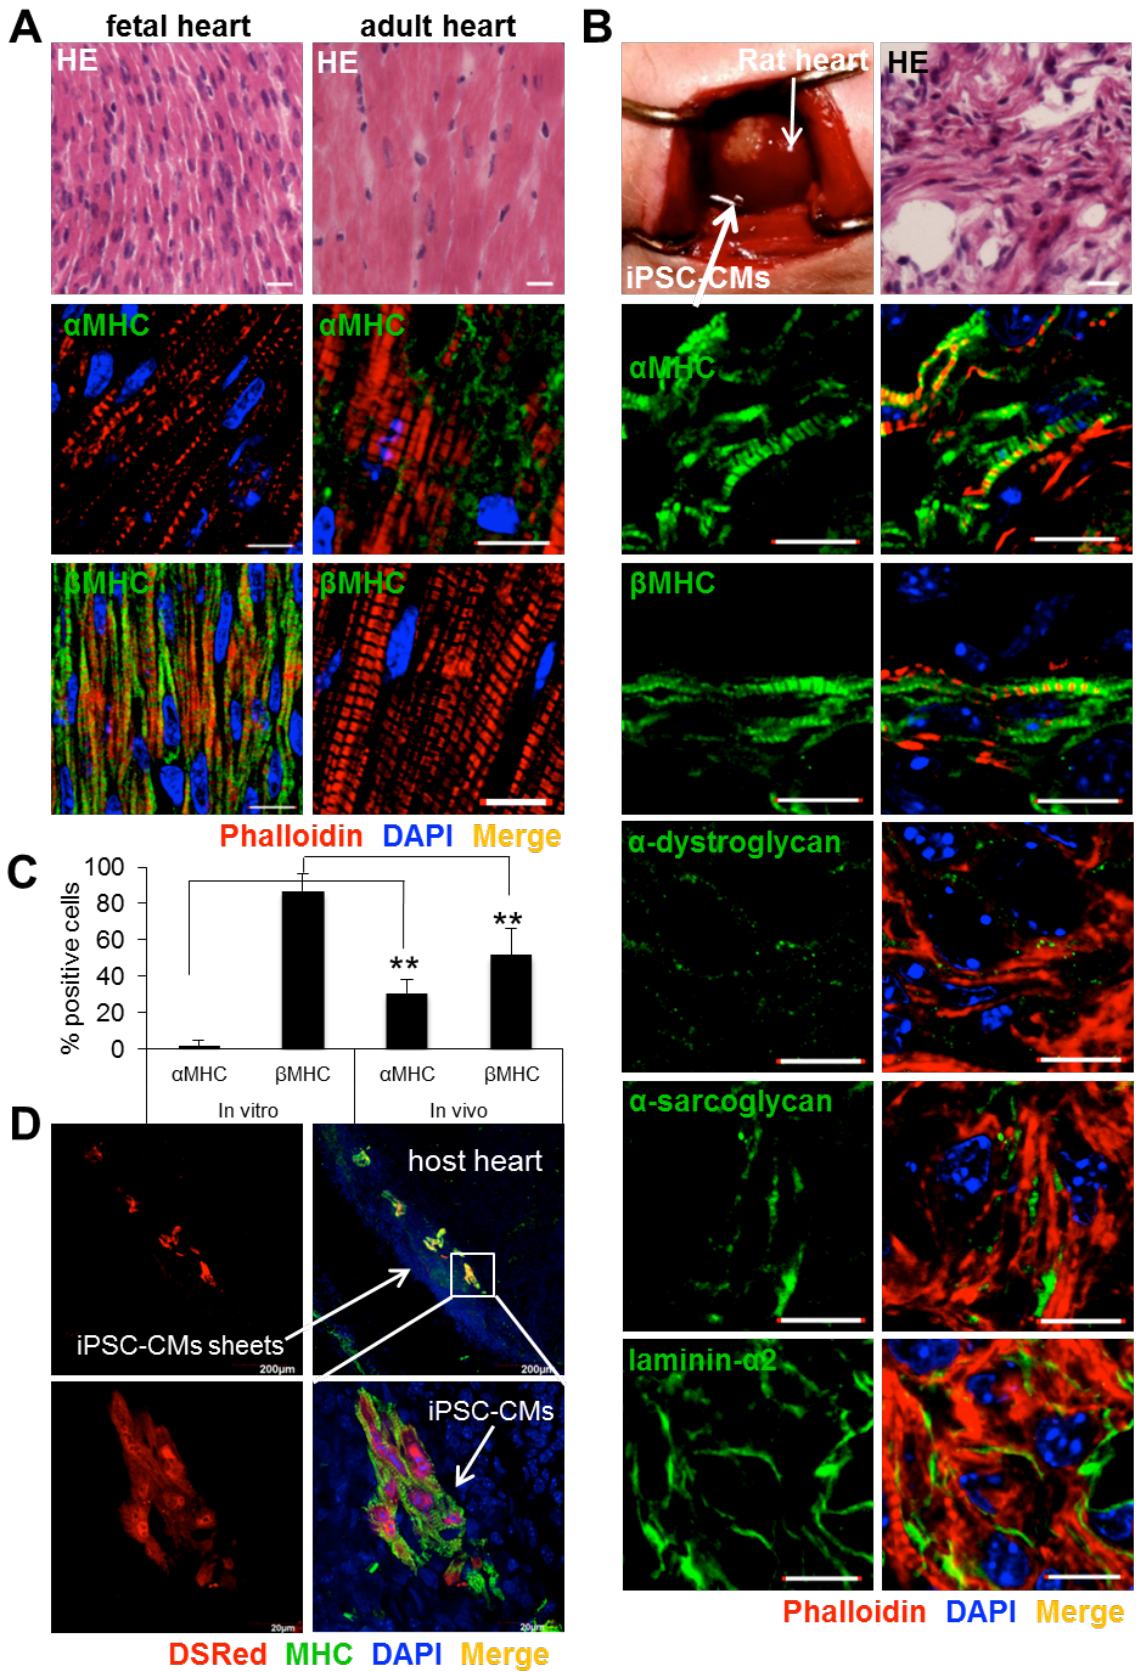 A
fetal heart
adult heart
HE
HE
αMHC
αMHC
βMHC
βMHC
Phalloidin DAPI Merge
B
Rat heart
iPSC-CMs
HE
αMHC
βMHC
α-dystroglycan
α-sarcoglycan
laminin-α2
Phalloidin DAPI Merge
C
% positive cells
100
80
60
40
20
0
**
**
αMHC
βMHC
αMHC
βMHC
In vitro
In vivo
D
host heart
iPSC-CMs sheets
200μm
200μm
iPSC-CMs
20μm
20μm
DSRed MHC DAPI Merge